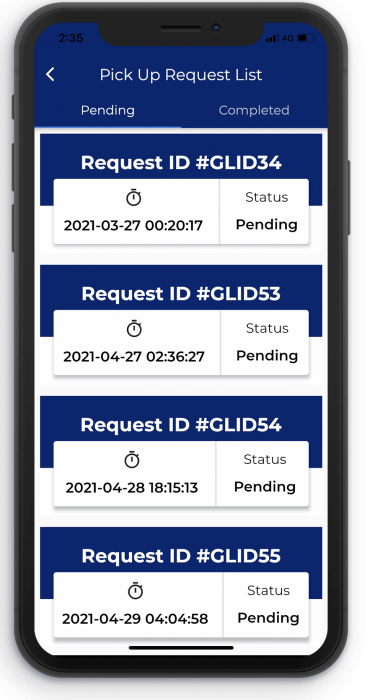 2:35
4G
Pick Up Request List
Pending Completed
Request ID #GLID34
Status
2021-03-27 00:20:17 Pending
Request ID #GLID53
Status
2021-04-27 02:36:27 Pending
Request ID #GLID54
Status
2021-04-28 18:15:13 Pending
Request ID #GLID55
Status
2021-04-29 04:04:58 Pending